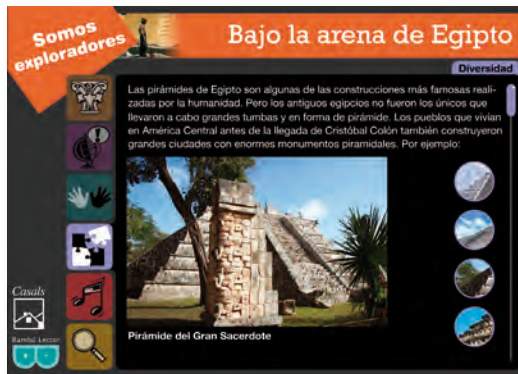 Somos
exploradores
Bajo la arena de Egipto
Diversidad
Las pirámides de Egipto son algunas de las construcciones más famosas reali-
zadas por la humanidad. Pero los antiguos egipcios no fueron los únicos que
llevaron a cabo grandes tumbas y en forma de pirámide. Los pueblos que vivían
en América Central antes de la llegada de Cristóbal Colón también construyeron
grandes ciudades con enormes monumentos piramidales. Por ejemplo:
Pirámide del Gran Sacerdote
Casals
Bambú Lector